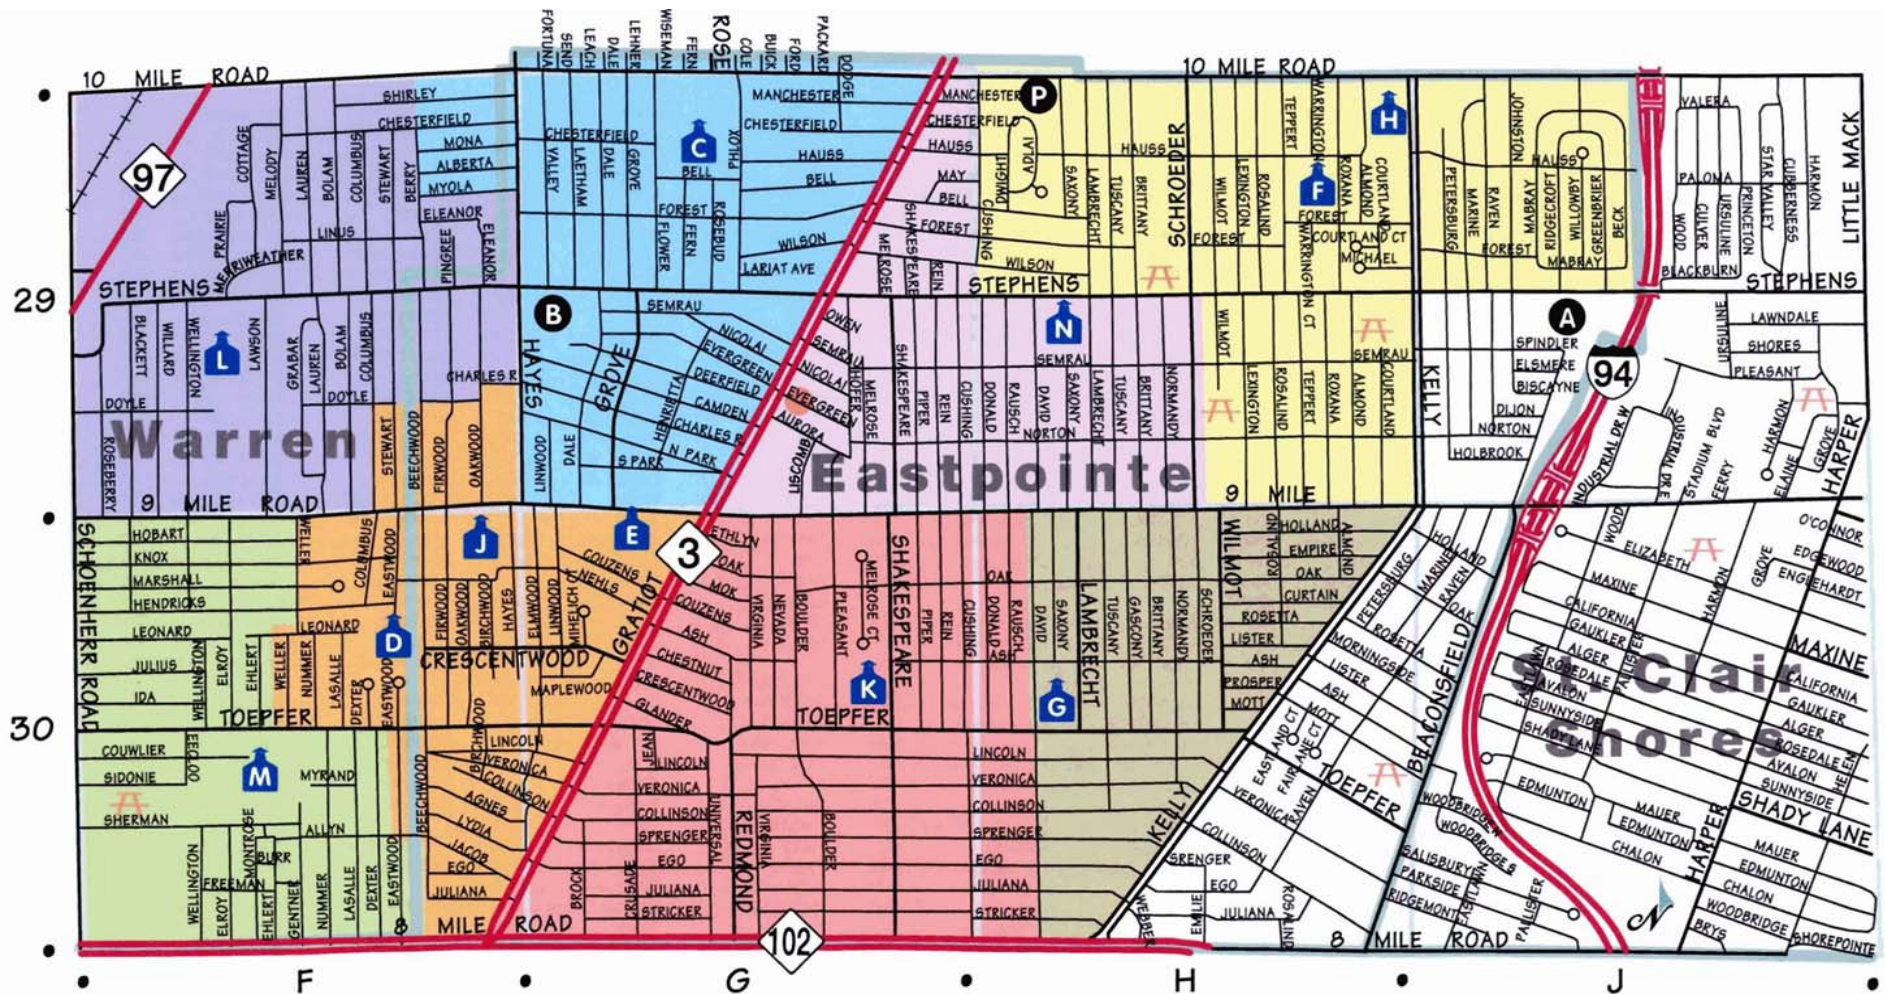 FORTUNA
SEND
LEACH
DALE
LEHNER
WISEMAN
FERN
ROSE
COLE
BUICK
FORD
PACKARD
DODGE
10 MILE ROAD
10 MILE ROAD
97
SHIRLEY
CHESTERFIELD
MONA
ALBERTA
MYOLA
ELEANOR
COTTAGE
MELODY
LAUREN
BOLAM
COLUMBUS
STEWART
BERRY
PRAIRIE
LINUS
MERRIWEATHER
PINGREE
ELEANOR
STEPHENS
CHESTERFIELD
VALLEY
LAETHAM
DALE
GROVE
C
BELL
PHLOX
MANCHESTER
CHESTERFIELD
HAUSS
BELL
FOREST
FLOWER
FERN
ROSEBUD
WILSON
LARIAT AVE
MANCHESTER
CHESTERFIELD
HAUSS
MAY
BELL
FOREST
SHAKESPEARE
MELROSE
SHAKESPEARE
REIN
CUSHING
WILSON
STEPHENS
P
ADLAI
SAXONY
LAMBRECHT
TUSCANY
BRITTANY
HAUSS
SCHROEDER
WILMOT
LEXINGTON
ROSALIND
TEPPERT
WARRINGTON
H
F
ROXANA
ALMOND
COURTLAND
FOREST
FOREST
COURTLAND CT
MICHAEL
WARRINGTON CT
PETERSBURG
MARINE
RAVEN
JOHNSTON
HAUSS
MABRAY
RIDGECROFT
WILLOWBY
GREENBRIER
BECK
FOREST
MABRAY
VALERA
PALOMA
WOOD
CULVER
URSULINE
PRINCETON
STAR VALLEY
CUBBERNESS
HARMON
LITTLE MACK
BLACKBURN
STEPHENS
29
BLACKETT
WILLARD
WELLINGTON
L
LAWSON
GRABAR
LAUREN
BOLAM
COLUMBUS
CHARLES R
DOYLE
DOYLE
Warren
ROSEBERRY
STEWART
BEECHWOOD
FIRWOOD
OAKWOOD
9 MILE ROAD
B
HAYES
GROVE
SEMRAU
NICOLAI
EVERGREEN
DEERFIELD
CAMDEN
CHARLES R
N PARK
S PARK
HENRIETTA
LINWOOD
DALE
OWEN
SEMRAU
NICOLAI
EVERGREEN
AURORA
SHOFER
MELROSE
LISCOMB
SHAKESPEARE
PIPER
REIN
CUSHING
DONALD
RAUSCH
DAVID
SAXONY
LAMBRECHT
TUSCANY
BRITTANY
NORMANDY
N
SEMRAL
NORTON
Eastpointe
WILMOT
LEXINGTON
ROSALIND
TEPPERT
ROXANA
ALMOND
COURTLAND
SEMRAU
9 MILE
KELLY
A
SPINDLER
ELSMERE
BISCAYNE
DIJON
NORTON
HOLBROOK
94
URSULINE
LAWNDALE
SHORES
PLEASANT
INDUSTRIAL DR W
STADIUM BLVD
FERRY
HARMON
ELAINE
GROVE
HARPER
SCHOENHERR ROAD
HOBART
KNOX
MARSHALL
HENDRICKS
LEONARD
JULIUS
IDA
WELLINGTON
ELROY
EHLERT
WELLER
COLUMBUS
EASTWOOD
LEONARD
D
WELLER
NUMMER
LASALLE
DEXTER
EASTWOOD
TOEPFER
J
E
COUZENS
NEHLS
FIRWOOD
OAKWOOD
BIRCHWOOD
HAYES
ELMWOOD
LINWOOD
MIHELICH CT
GRATIOT
CRESCENTWOOD
MAPLEWOOD
BIRCHWOOD
3
ETHLYN
OAK
MOK
COUZENS
ASH
CHESTNUT
CRESCENTWOOD
GLANDER
VIRGINIA
NEVADA
BOULDER
PLEASANT
MELROSE CT
K
SHAKESPEARE
PIPER
REIN
CUSHING
OAK
DONALD
RAUSCH
ASH
TOEPFER
DAVID
SAXONY
G
LAMBRECHT
TUSCANY
GASCONY
BRITTANY
NORMANDY
SCHROEDER
WILMOT
ROSALIND
HOLLAND
EMPIRE
ALMOND
OAK
CURTAIN
ROSETTA
LISTER
ASH
PROSPER
MOTT
PETERSBURG
HOLLAND
MARINE
RAVEN
OAK
ROSETTA
MORNINGSIDE
LISTER
ASH
MOTT
EASTLAND CT
FAIRLANE CT
TOEPFER
BEACONSFIELD
WOOD
ELIZABETH
MAXINE
CALIFORNIA
GAUKLER
ALGER
ROSEDALE
AVALON
SUNNYSIDE
SHADY LANE
PALLISTER
HARMON
GROVE
O'CONNOR
EDGEWOOD
ENGLEHARDT
MAXINE
CALIFORNIA
GAUKLER
ALGER
ROSEDALE
AVALON
SUNNYSIDE
HELEN
SHADY LANE
St. Clair
Shores
30
COUWLIER
SIDONIE
M
MYRAND
SHERMAN
MONTROSE
ALLYN
BURR
FREEMAN
WELLINGTON
ELROY
EHLERT
GENTNER
NUMMER
LASALLE
DEXTER
EASTWOOD
BEECHWOOD
LINCOLN
VERONICA
COLLINSON
AGNES
LYDIA
JACOB
EGO
JULIANA
8 MILE ROAD
JEAN
LINCOLN
VERONICA
COLLINSON
SPRENGER
EGO
JULIANA
STRICKER
BROCK
CRUSADE
UNIVERSAL
REDMOND
VIRGINIA
BOULDER
LINCOLN
VERONICA
COLLINSON
SPRENGER
EGO
JULIANA
STRICKER
KELLY
VERONICA
RAVEN
COLLINSON
SRENGER
EGO
JULIANA
WEBBER
EMILIE
ROSALIND
WOODBRIDGE N
WOODBRIDGE S
SALISBURY
PARKSIDE
RIDGEMONT
EASTLAWN
PALLISTER
EDMUNTON
MAUER
EDMUNTON
CHALON
HARPER
MAUER
EDMUNTON
CHALON
WOODBRIDGE
BRYS
SHOREPOINTE
N
102
8 MILE ROAD
F
G
H
J